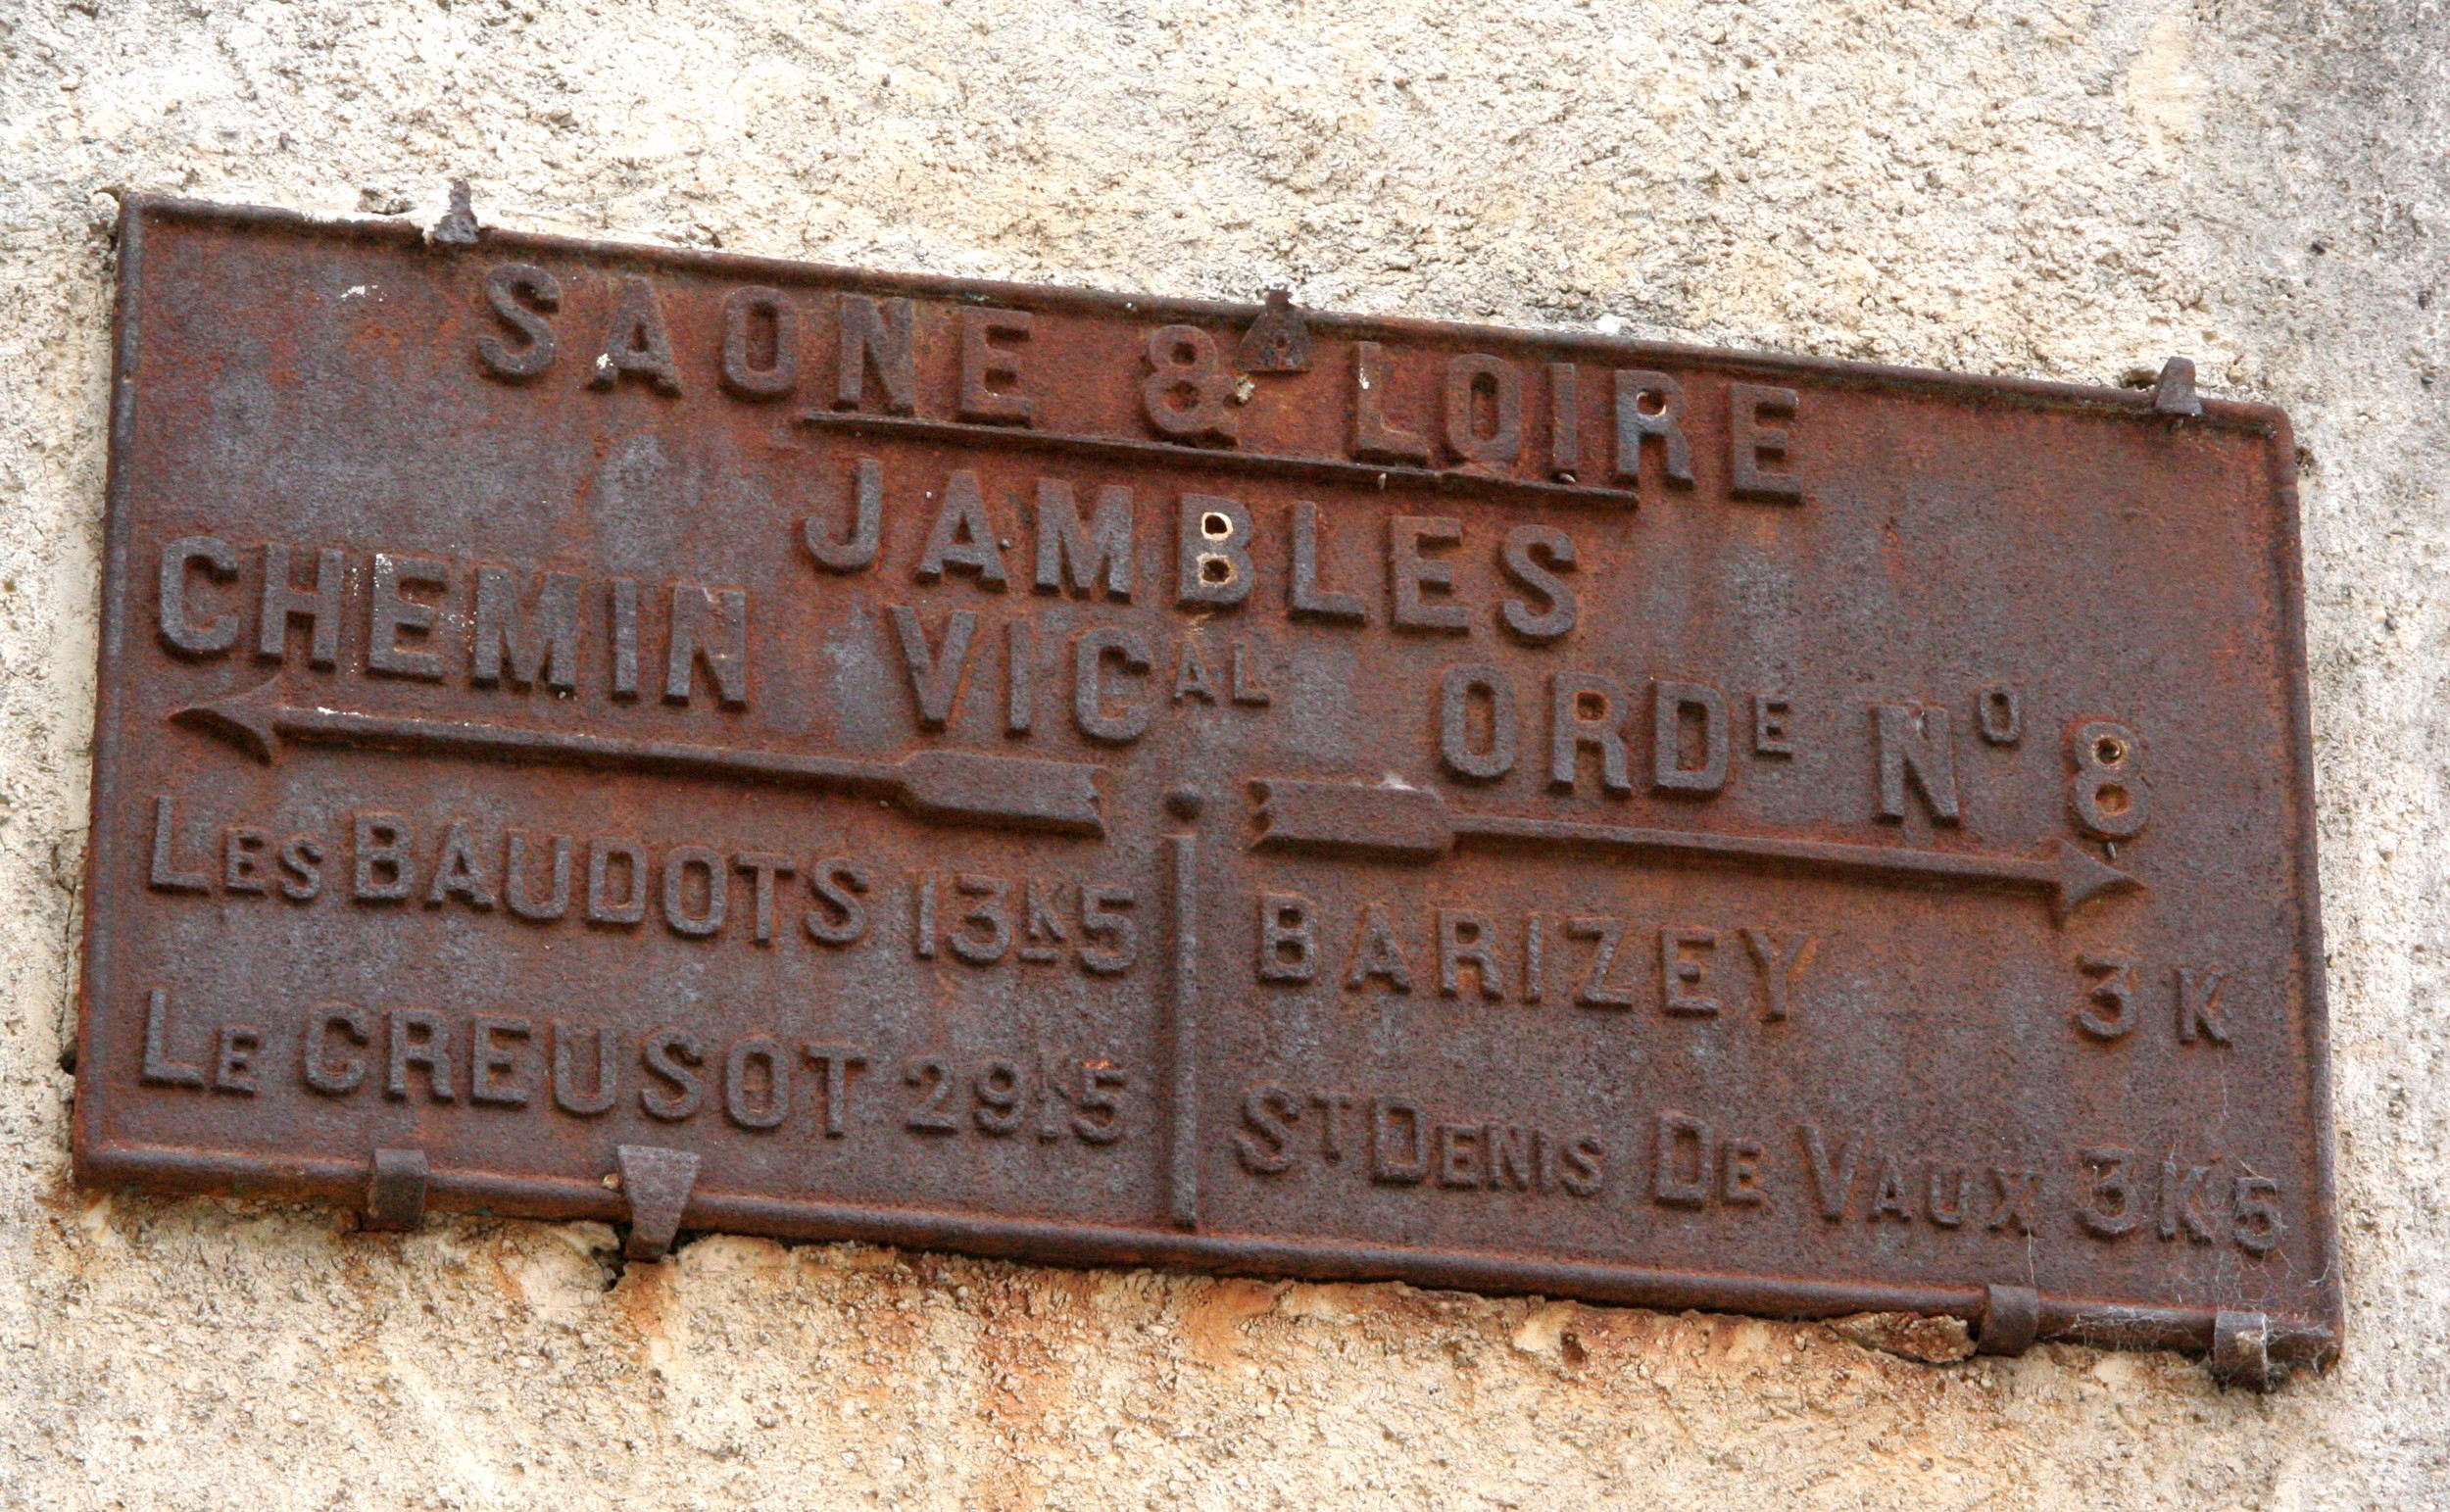 SAONE & LOIRE
JAMBLES
CHEMIN VICAL ORDE NO 8
LES BAUDOTS 13K5
LE CREUSOT 29K5
BARIZEY 3K
ST DENIS DE VAUX 3K5